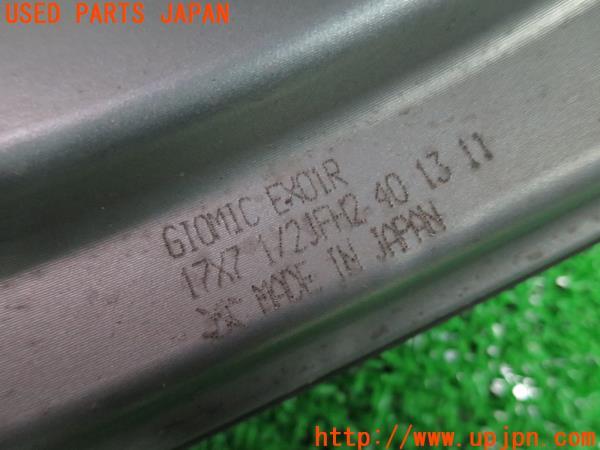 USED PARTS JAPAN
GIOMIC EX01R
17X7 1/2JFH2 40 13 11
MADE IN JAPAN
http://www.upjpn.com